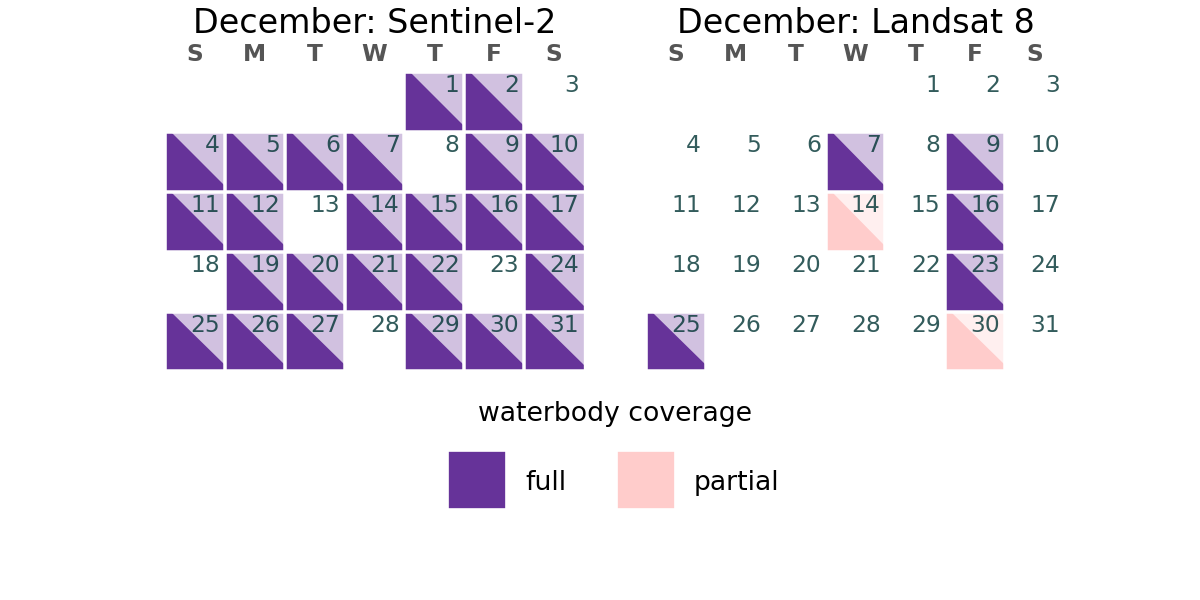 December: Sentinel-2
S M T W T F S
1 2 3
4 5 6 7 8 9 10
11 12 13 14 15 16 17
18 19 20 21 22 23 24
25 26 27 28 29 30 31
December: Landsat 8
S M T W T F S
1 2 3
4 5 6 7 8 9 10
11 12 13 14 15 16 17
18 19 20 21 22 23 24
25 26 27 28 29 30 31
waterbody coverage
full
partial